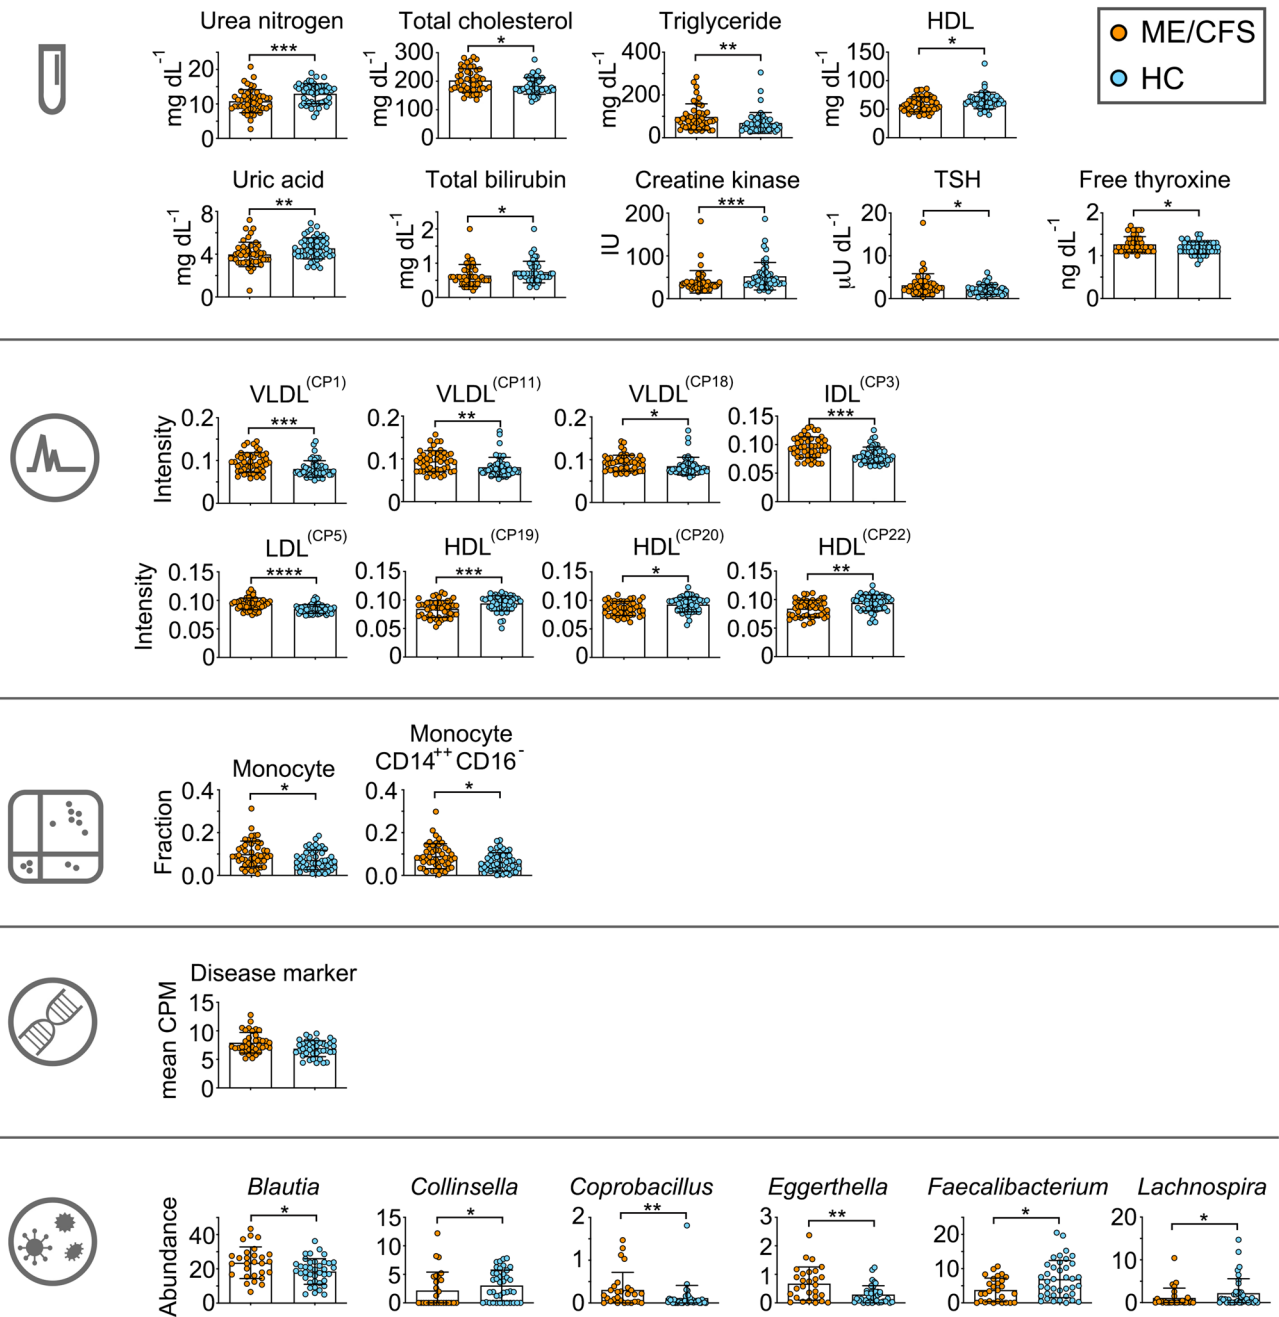 Urea nitrogen Total cholesterol Triglyceride HDL
ME/CFS
HC
*** * ** *
mg dL-1 20 10 0
mg dL-1 300 200 100 0
mg dL-1 400 200 0
mg dL-1 150 100 50 0
Uric acid Total bilirubin Creatine kinase TSH Free thyroxine
** * *** * *
mg dL-1 8 4 0
mg dL-1 2 1 0
IU 200 100 0
μU dL-1 20 10 0
ng dL-1 2 1 0
VLDL(CP1) VLDL(CP11) VLDL(CP18) IDL(CP3)
*** ** * ***
Intensity 0.2 0.1 0
0.2 0.1 0
0.2 0.1 0
0.15 0.10 0.05 0
LDL(CP5) HDL(CP19) HDL(CP20) HDL(CP22)
**** *** * **
Intensity 0.15 0.10 0.05 0
0.15 0.10 0.05 0
0.15 0.10 0.05 0
0.15 0.10 0.05 0
Monocyte
Monocyte
CD14++ CD16-
* *
Fraction 0.4 0.2 0.0
0.4 0.2 0.0
Disease marker
mean CPM 15 10 5 0
Blautia Collinsella Coprobacillus Eggerthella Faecalibacterium Lachnospira
* * ** ** * *
Abundance 40 20 0
15 10 5 0
2 1 0
3 2 1 0
20 10 0
20 10 0